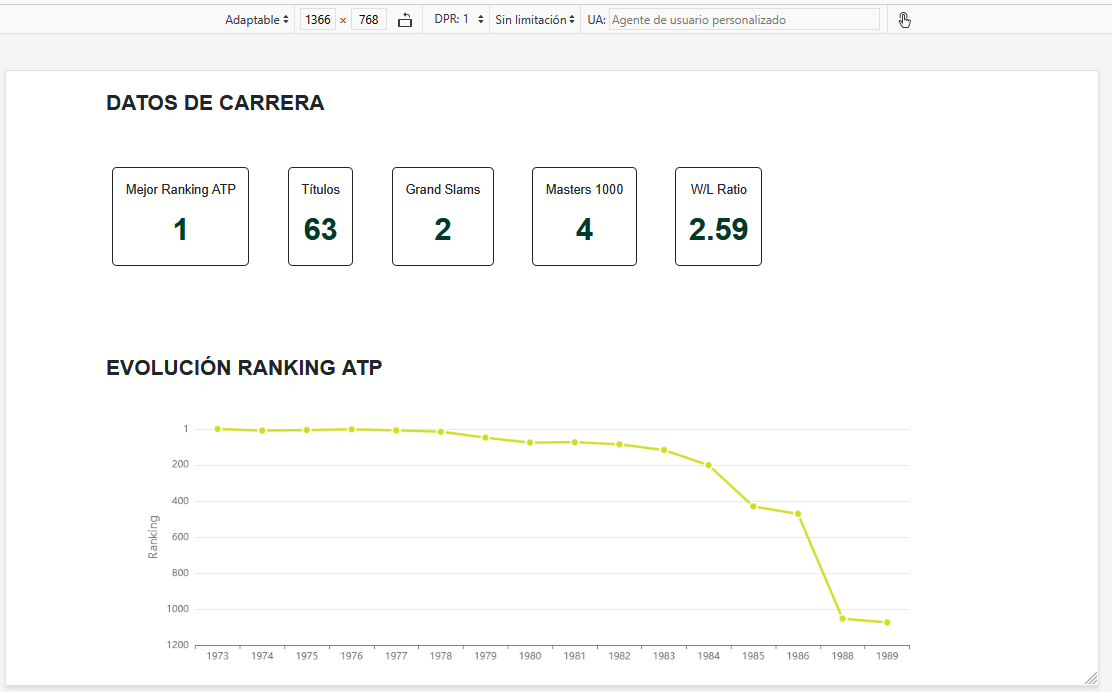 Adaptable 1366 × 768 DPR: 1 Sin limitación UA: Agente de usuario personalizado
DATOS DE CARRERA
Mejor Ranking ATP Títulos Grand Slams Masters 1000 W/L Ratio
1 63 2 4 2.59
EVOLUCIÓN RANKING ATP
1
200
400
600
800
1000
1200
Ranking
1973 1974 1975 1976 1977 1978 1979 1980 1981 1982 1983 1984 1985 1986 1988 1989